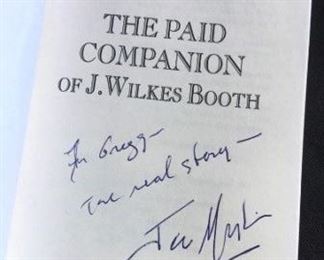 THE PAID
COMPANION
OF J. WILKES BOOTH
For Gregg –
The real story –